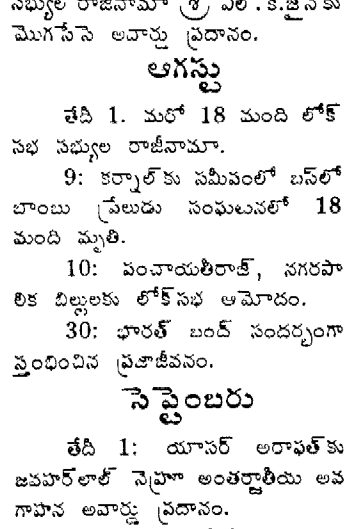 సభ్యుల రాజీనామా శ్రీ ఎల్.కె.జైన్‌కు
మొగసేసె అవార్డు ప్రదానం.
ఆగస్టు
తేదీ 1. మరో 18 మంది లోక్
సభ సభ్యుల రాజీనామా.
9: కర్నాల్‌కు సమీపంలో బస్‌లో
బాంబు ప్రేలుడు సంఘటనలో 18
మంది మృతి.
10: పంచాయతీరాజ్, నగరపా
లిక బిల్లులకు లోక్‌సభ ఆమోదం.
30: భారత్ బంద్ సందర్భంగా
స్తంభించిన ప్రజాజీవనం.
సెప్టెంబరు
తేదీ 1: యాసర్ అరాఫత్‌కు
జవహర్‌లాల్ నెహ్రూ అంతర్జాతీయ అవ
గాహన అవార్డు ప్రదానం.